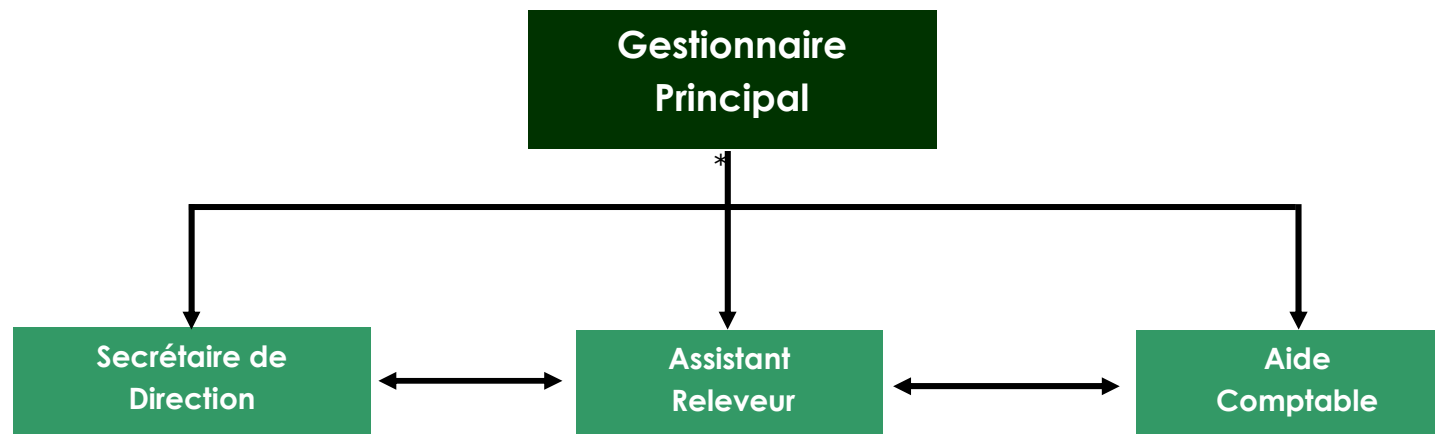 Gestionnaire
Principal
*
Secrétaire de
Direction
Assistant
Releveur
Aide
Comptable